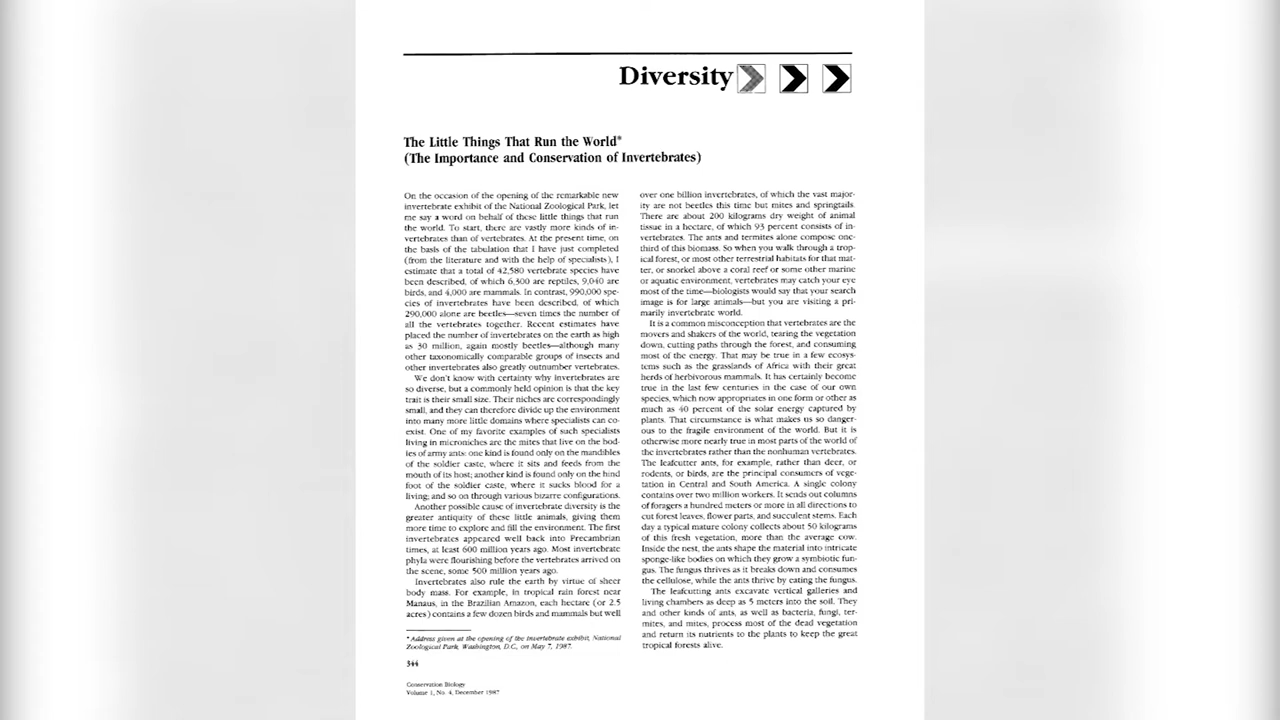 Diversity
The Little Things That Run the World*
(The Importance and Conservation of Invertebrates)
On the occasion of the opening of the remarkable new
invertebrate exhibit of the National Zoological Park, let
me say a word on behalf of these little things that run
the world. To start, there are vastly more kinds of in-
vertebrates than of vertebrates. At the present time, on
the basis of the tabulation that I have just completed
(from the literature and with the help of specialists), I
estimate that a total of 42,580 vertebrate species have
been described, of which 6,300 are reptiles, 9,040 are
birds, and 4,000 are mammals. In contrast, 990,000 spe-
cies of invertebrates have been described, of which
290,000 alone are beetles—seven times the number of
all the vertebrates together. Recent estimates have
placed the number of invertebrates on the earth as high
as 30 million, again mostly beetles—although many
other taxonomically comparable groups of insects and
other invertebrates also greatly outnumber vertebrates.
We don't know with certainty why invertebrates are
so diverse, but a commonly held opinion is that the key
trait is their small size. Their niches are correspondingly
small, and they can therefore divide up the environment
into many more little domains where specialists can co-
exist. One of my favorite examples of such specialists
living in microniches are the mites that live on the bod-
ies of army ants: one kind is found only on the mandibles
of the soldier caste, where it sits and feeds from the
mouth of its host; another kind is found only on the hind
foot of the soldier caste, where it sucks blood for a
living; and so on through various bizarre configurations.
Another possible cause of invertebrate diversity is the
greater antiquity of these little animals, giving them
more time to explore and fill the environment. The first
invertebrates appeared well back into Precambrian
times, at least 600 million years ago. Most invertebrate
phyla were flourishing before the vertebrates arrived on
the scene, some 500 million years ago.
Invertebrates also rule the earth by virtue of sheer
body mass. For example, in tropical rain forest near
Manaus, in the Brazilian Amazon, each hectare (or 2.5
acres) contains a few dozen birds and mammals but well
*Address given at the opening of the invertebrate exhibit, National
Zoological Park, Washington, D.C., on May 7, 1987.
344
Conservation Biology
Volume 1, No. 4, December 1987
over one billion invertebrates, of which the vast major-
ity are not beetles this time but mites and springtails.
There are about 200 kilograms dry weight of animal
tissue in a hectare, of which 93 percent consists of in-
vertebrates. The ants and termites alone compose one-
third of this biomass. So when you walk through a trop-
ical forest, or most other terrestrial habitats for that mat-
ter, or snorkel above a coral reef or some other marine
or aquatic environment, vertebrates may catch your eye
most of the time—biologists would say that your search
image is for large animals—but you are visiting a pri-
marily invertebrate world.
It is a common misconception that vertebrates are the
movers and shakers of the world, tearing the vegetation
down, cutting paths through the forest, and consuming
most of the energy. That may be true in a few ecosys-
tems such as the grasslands of Africa with their great
herds of herbivorous mammals. It has certainly become
true in the last few centuries in the case of our own
species, which now appropriates in one form or other as
much as 40 percent of the solar energy captured by
plants. That circumstance is what makes us so danger-
ous to the fragile environment of the world. But it is
otherwise more nearly true in most parts of the world of
the invertebrates rather than the nonhuman vertebrates.
The leafcutter ants, for example, rather than deer, or
rodents, or birds, are the principal consumers of vege-
tation in Central and South America. A single colony
contains over two million workers. It sends out columns
of foragers a hundred meters or more in all directions to
cut forest leaves, flower parts, and succulent stems. Each
day a typical mature colony collects about 50 kilograms
of this fresh vegetation, more than the average cow.
Inside the nest, the ants shape the material into intricate
sponge-like bodies on which they grow a symbiotic fun-
gus. The fungus thrives as it breaks down and consumes
the cellulose, while the ants thrive by eating the fungus.
The leafcutting ants excavate vertical galleries and
living chambers as deep as 5 meters into the soil. They
and other kinds of ants, as well as bacteria, fungi, ter-
mites, and mites, process most of the dead vegetation
and return its nutrients to the plants to keep the great
tropical forests alive.